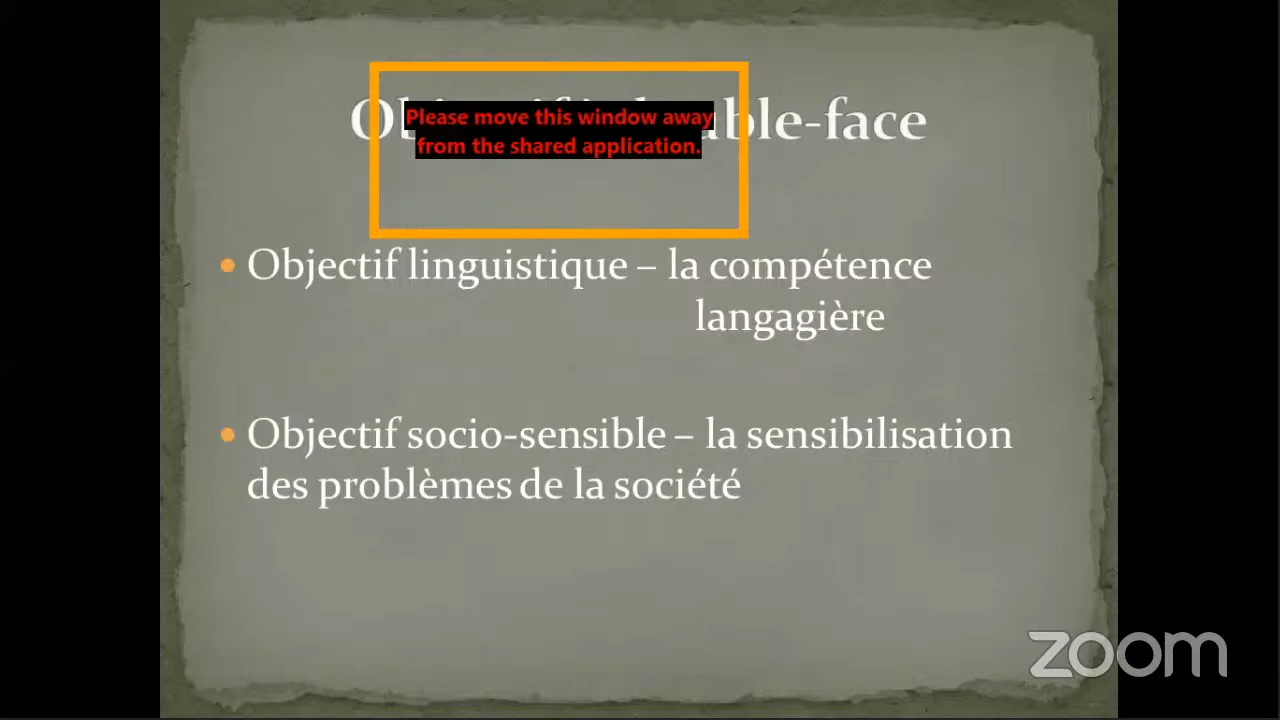 Please move this window away
from the shared application.
-face
Objectif linguistique – la compétence
langagière
Objectif socio-sensible – la sensibilisation
des problèmes de la société
zoom